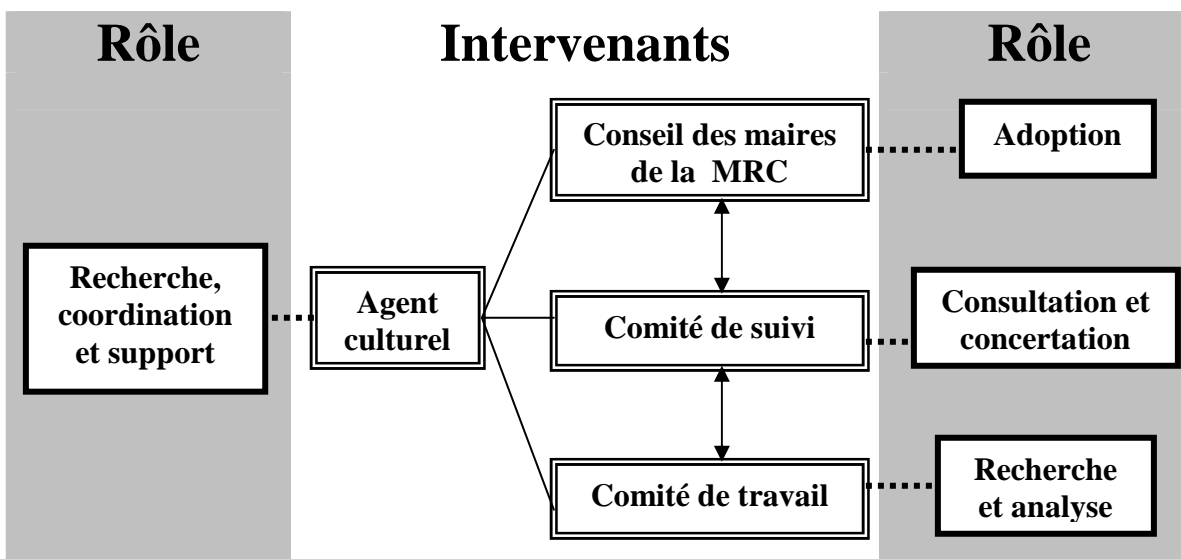 Rôle
Intervenants
Rôle
Conseil des maires
de la MRC
Adoption
Recherche,
coordination
et support
Agent
culturel
Comité de suivi
Consultation et
concertation
Comité de travail
Recherche
et analyse